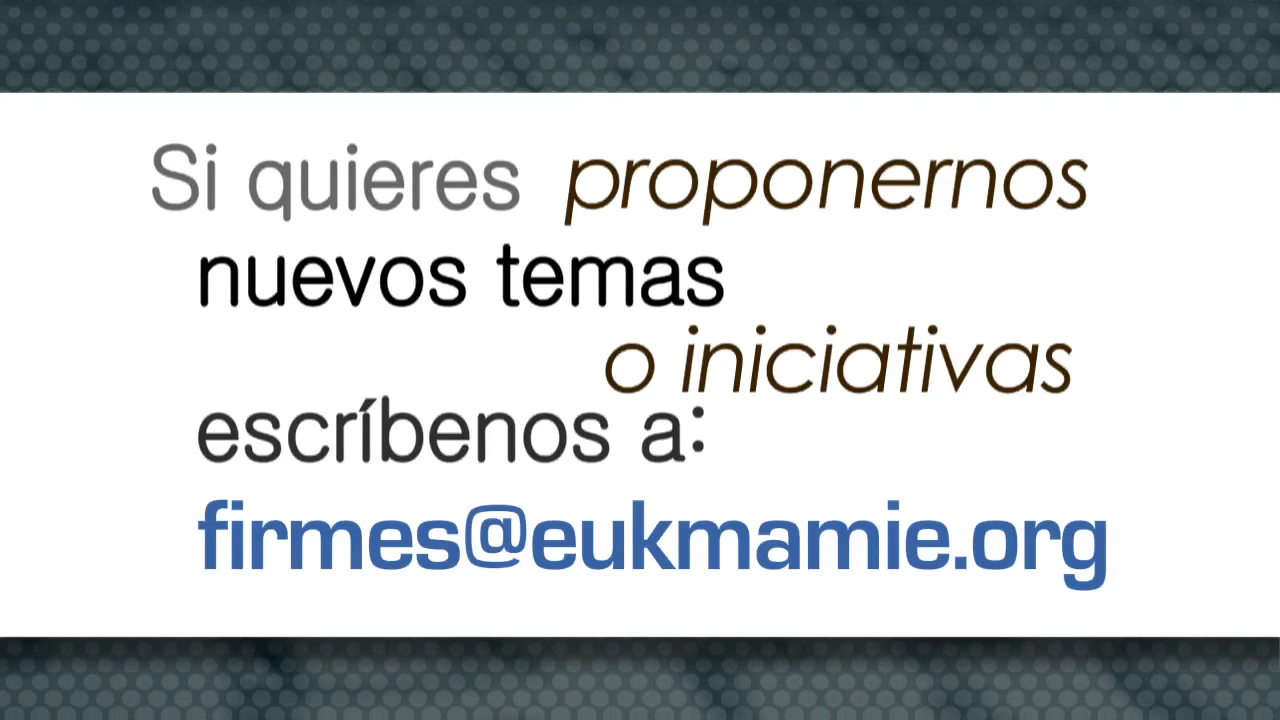 Si quieres proponernos
nuevos temas
o iniciativas
escríbenos a:
firmes@eukmamie.org